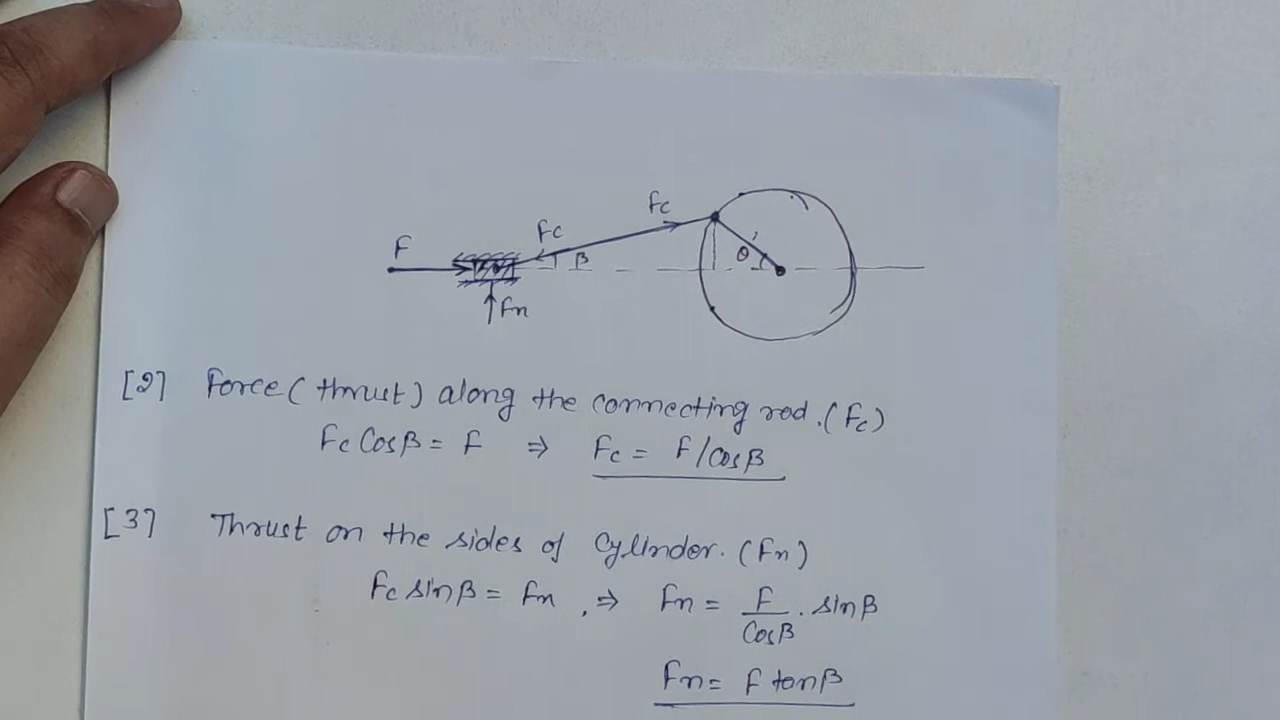 Fc
Fc
F
β
θ
Fn
[2] Force (thrust) along the connecting rod. (Fc)
Fc Cosβ = F ⇒ Fc = F/cosβ
[3] Thrust on the sides of Cylinder. (Fn)
Fc sinβ = Fn, ⇒ Fn = F/Cosβ . sinβ
Fn = F tanβ